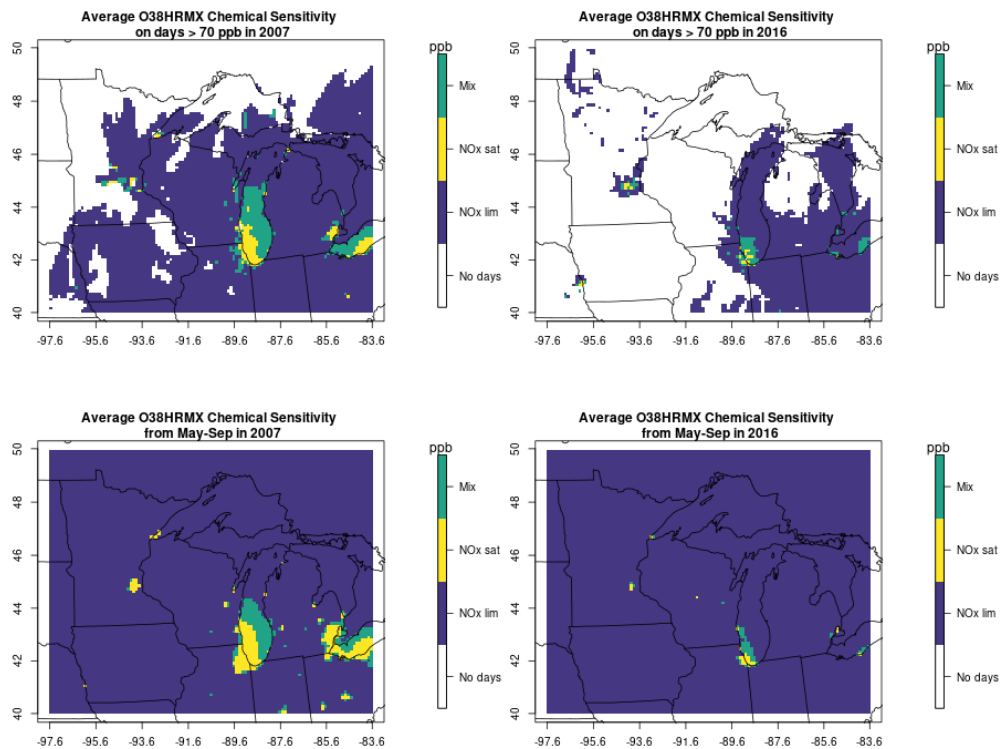 Average O38HRMX Chemical Sensitivity
on days > 70 ppb in 2007
ppb
Mix
NOx sat
NOx lim
No days
50
48
46
44
42
40
-97.6 -95.6 -93.6 -91.6 -89.6 -87.6 -85.6 -83.6
Average O38HRMX Chemical Sensitivity
on days > 70 ppb in 2016
ppb
Mix
NOx sat
NOx lim
No days
50
48
46
44
42
40
-97.6 -95.6 -93.6 -91.6 -89.6 -87.6 -85.6 -83.6
Average O38HRMX Chemical Sensitivity
from May-Sep in 2007
ppb
Mix
NOx sat
NOx lim
No days
50
48
46
44
42
40
-97.6 -95.6 -93.6 -91.6 -89.6 -87.6 -85.6 -83.6
Average O38HRMX Chemical Sensitivity
from May-Sep in 2016
ppb
Mix
NOx sat
NOx lim
No days
50
48
46
44
42
40
-97.6 -95.6 -93.6 -91.6 -89.6 -87.6 -85.6 -83.6